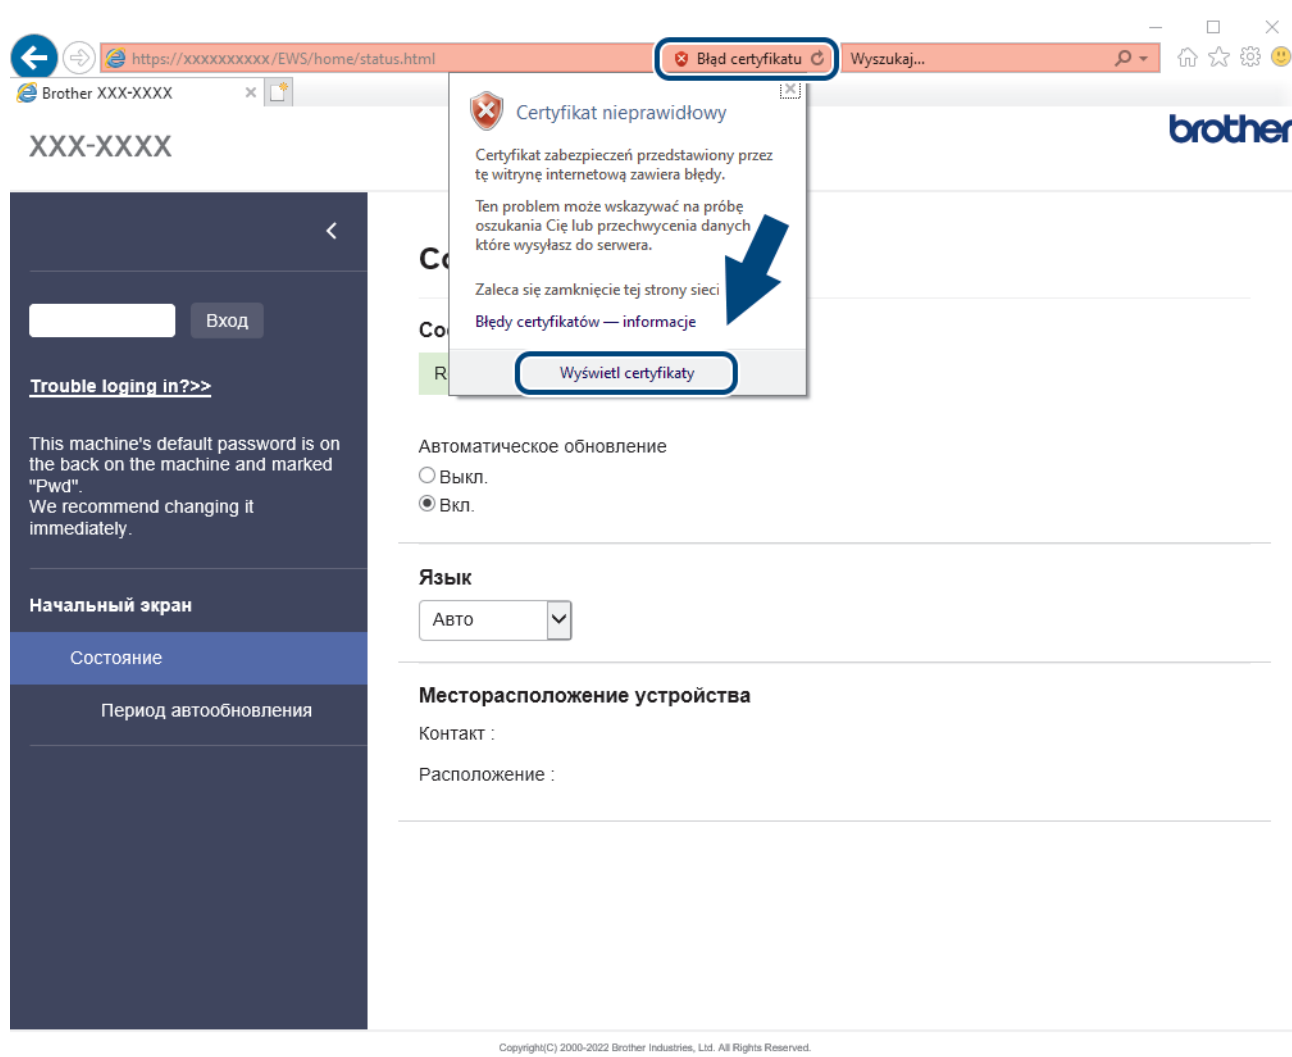 https://xxxxxxxxxx/EWS/home/status.html
Błąd certyfikatu
Wyszukaj...
Brother XXX-XXXX
XXX-XXXX
brother
Certyfikat nieprawidłowy
Certyfikat zabezpieczeń przedstawiony przez
tę witrynę internetową zawiera błędy.
Ten problem może wskazywać na próbę
oszukania Cię lub przechwycenia danych
które wysyłasz do serwera.
Zaleca się zamknięcie tej strony sieci
Błędy certyfikatów — informacje
Wyświetl certyfikaty
Вход
Trouble loging in?>>
This machine's default password is on
the back on the machine and marked
"Pwd".
We recommend changing it
immediately.
Начальный экран
Состояние
Период автообновления
Автоматическое обновление
Выкл.
Вкл.
Язык
Авто
Месторасположение устройства
Контакт :
Расположение :
Copyright(C) 2000-2022 Brother Industries, Ltd. All Rights Reserved.